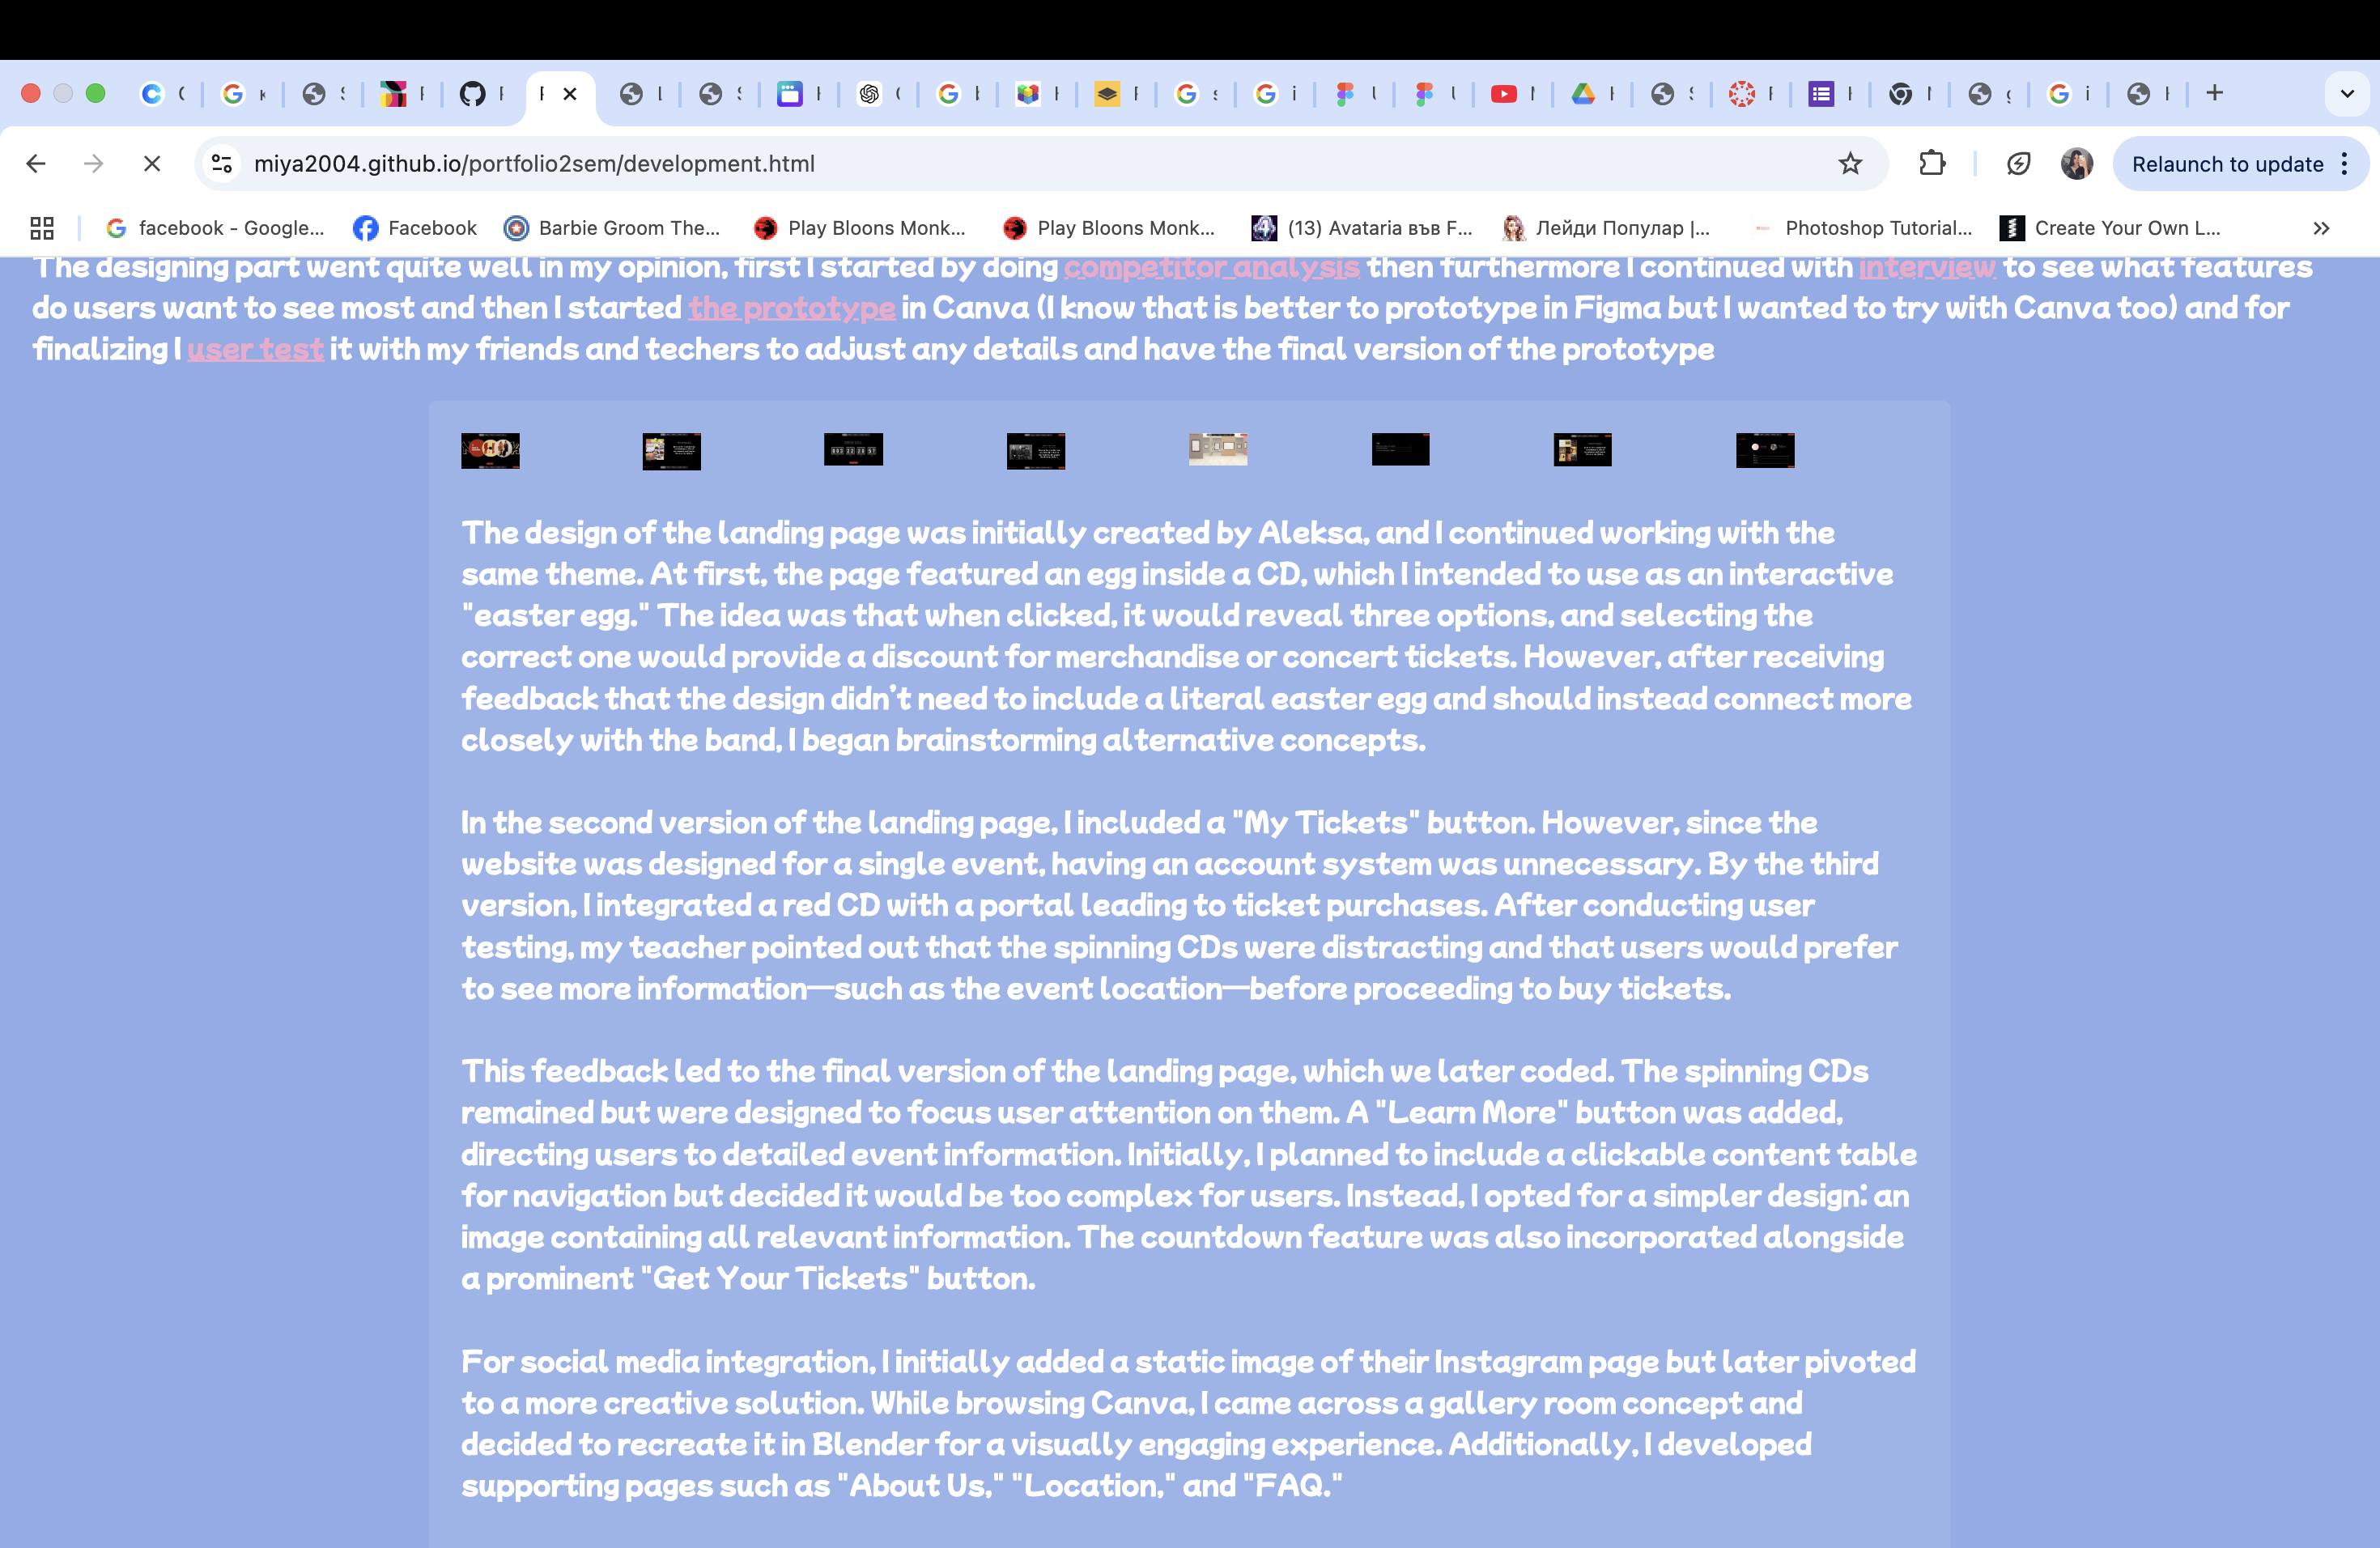 miya2004.github.io/portfolio2sem/development.html
Relaunch to update
facebook - Google...
Facebook
Barbie Groom The...
Play Bloons Monk...
Play Bloons Monk...
(13) Avataria във F...
Лейди Популар |...
Photoshop Tutorial...
Create Your Own L...
The designing part went quite well in my opinion, first I started by doing competitor analysis then furthermore I continued with interview to see what features
do users want to see most and then I started the prototype in Canva (I know that is better to prototype in Figma but I wanted to try with Canva too) and for
finalizing I user test it with my friends and techers to adjust any details and have the final version of the prototype
The design of the landing page was initially created by Aleksa, and I continued working with the
same theme. At first, the page featured an egg inside a CD, which I intended to use as an interactive
"easter egg." The idea was that when clicked, it would reveal three options, and selecting the
correct one would provide a discount for merchandise or concert tickets. However, after receiving
feedback that the design didn’t need to include a literal easter egg and should instead connect more
closely with the band, I began brainstorming alternative concepts.
In the second version of the landing page, I included a "My Tickets" button. However, since the
website was designed for a single event, having an account system was unnecessary. By the third
version, I integrated a red CD with a portal leading to ticket purchases. After conducting user
testing, my teacher pointed out that the spinning CDs were distracting and that users would prefer
to see more information—such as the event location—before proceeding to buy tickets.
This feedback led to the final version of the landing page, which we later coded. The spinning CDs
remained but were designed to focus user attention on them. A "Learn More" button was added,
directing users to detailed event information. Initially, I planned to include a clickable content table
for navigation but decided it would be too complex for users. Instead, I opted for a simpler design: an
image containing all relevant information. The countdown feature was also incorporated alongside
a prominent "Get Your Tickets" button.
For social media integration, I initially added a static image of their Instagram page but later pivoted
to a more creative solution. While browsing Canva, I came across a gallery room concept and
decided to recreate it in Blender for a visually engaging experience. Additionally, I developed
supporting pages such as "About Us," "Location," and "FAQ."